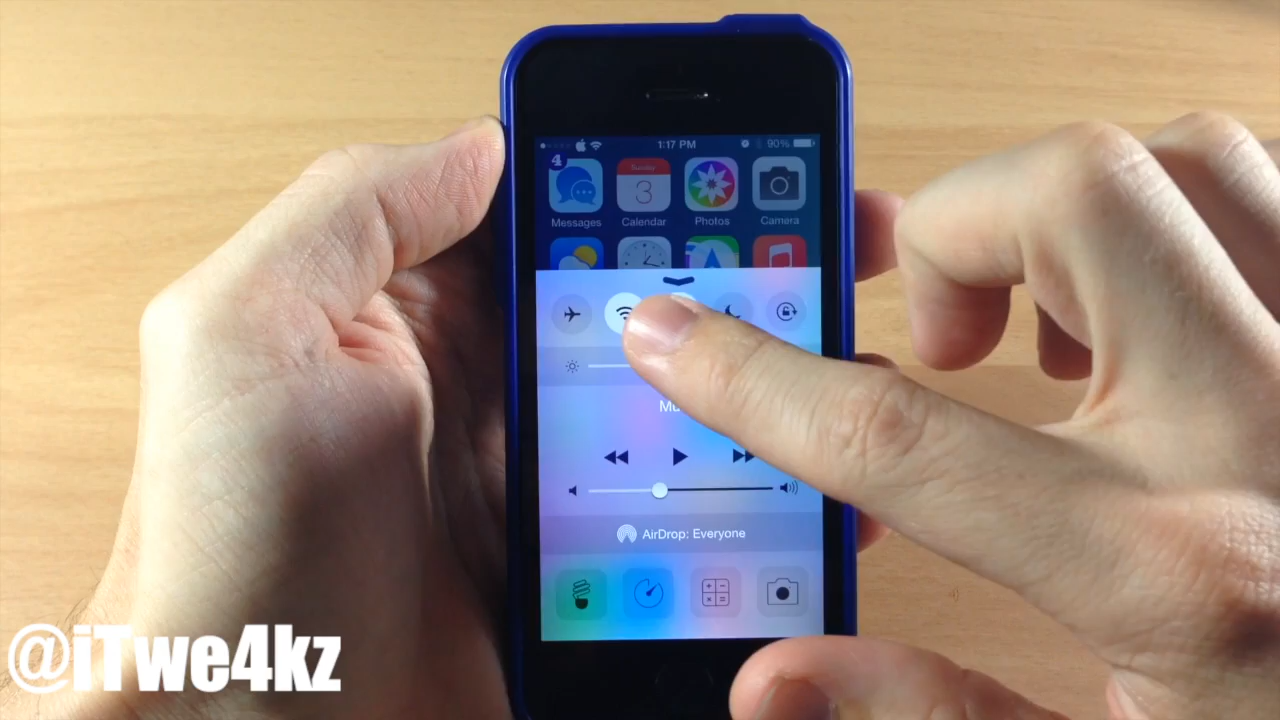 1:17 PM 90%
4
Sunday
3
Messages Calendar Photos Camera
AirDrop: Everyone
@iTwe4kz